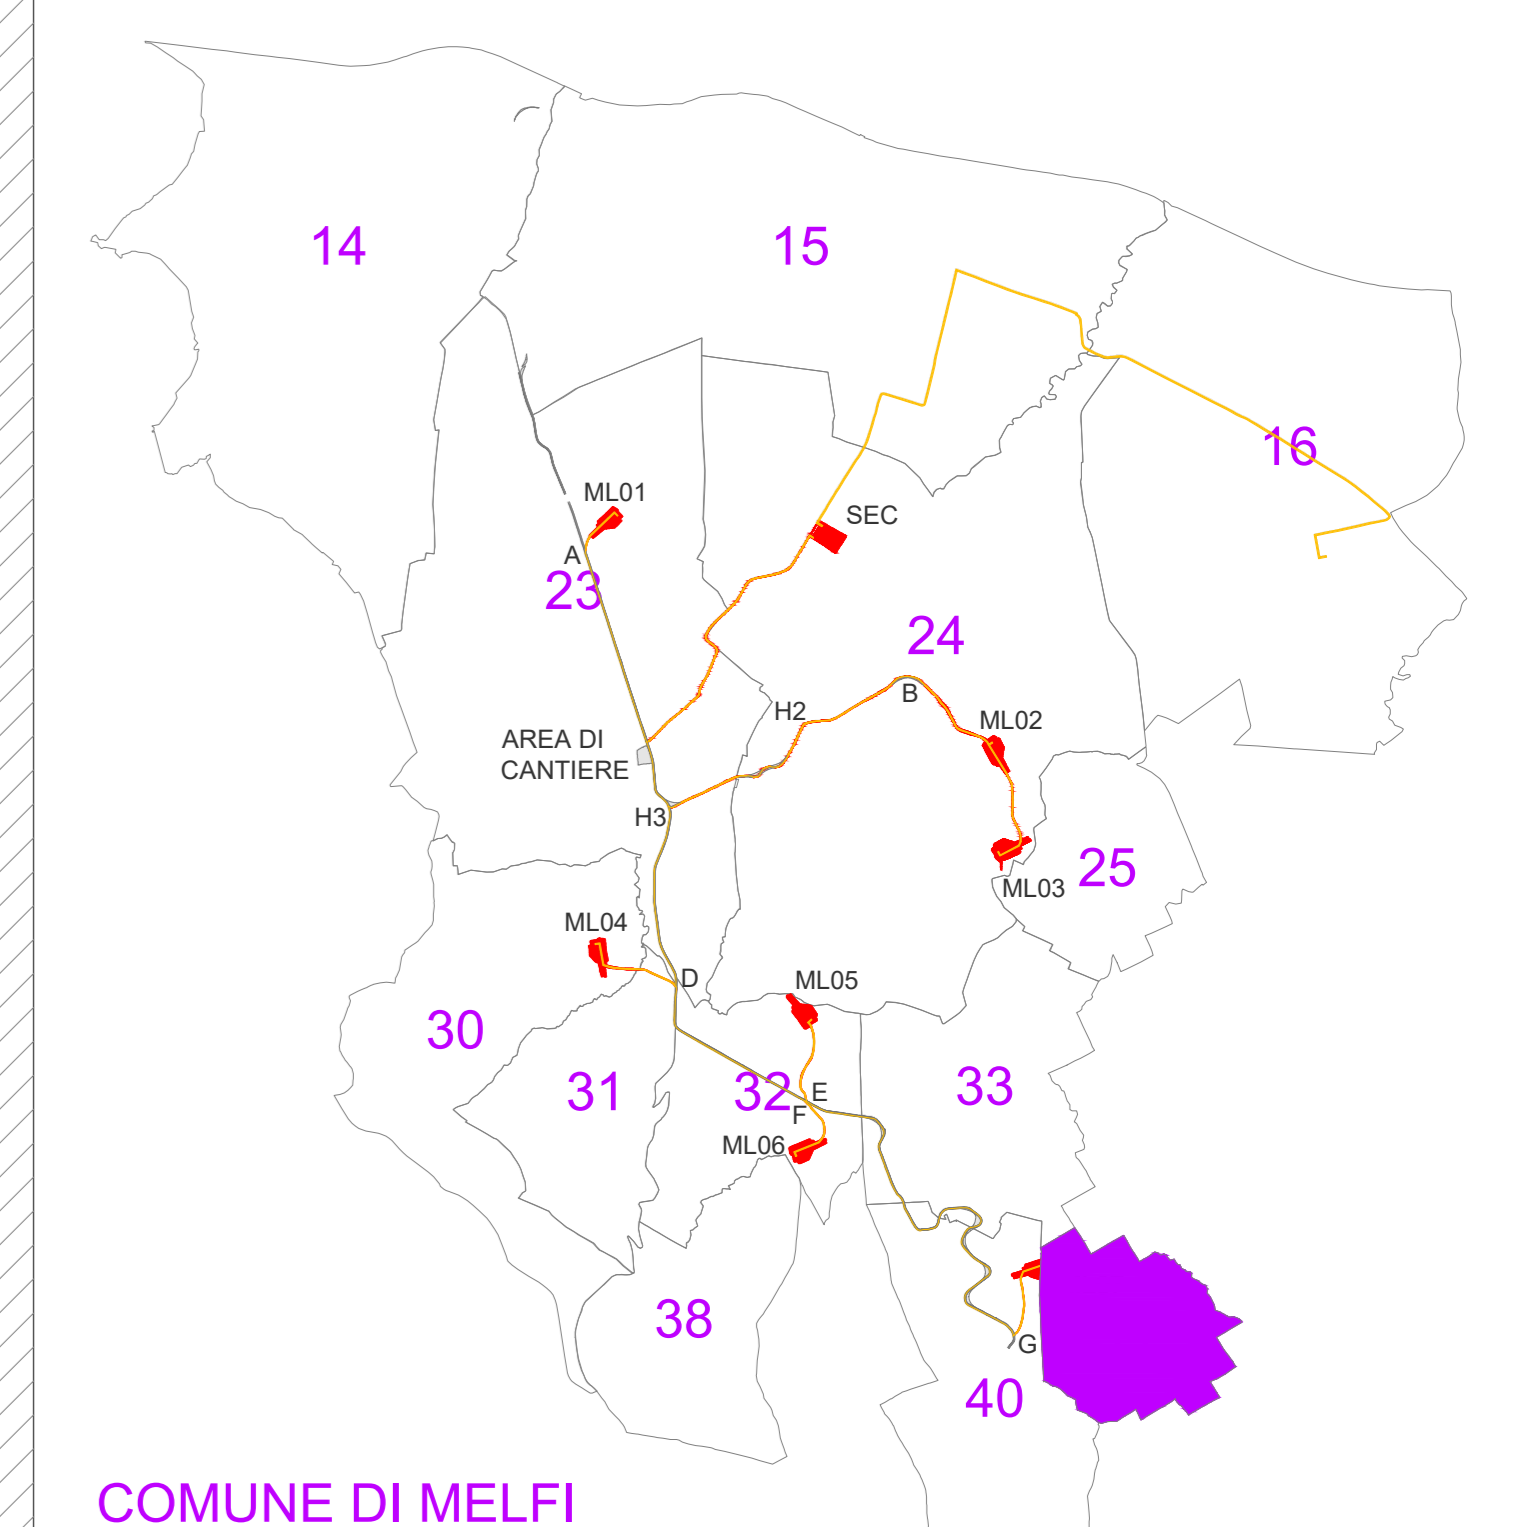 14
15
16
ML01
SEC
A
23
24
B
H2
ML02
AREA DI
CANTIERE
H3
25
ML03
ML04
D
ML05
30
31
32
E
33
F
ML06
38
G
40
COMUNE DI MELFI